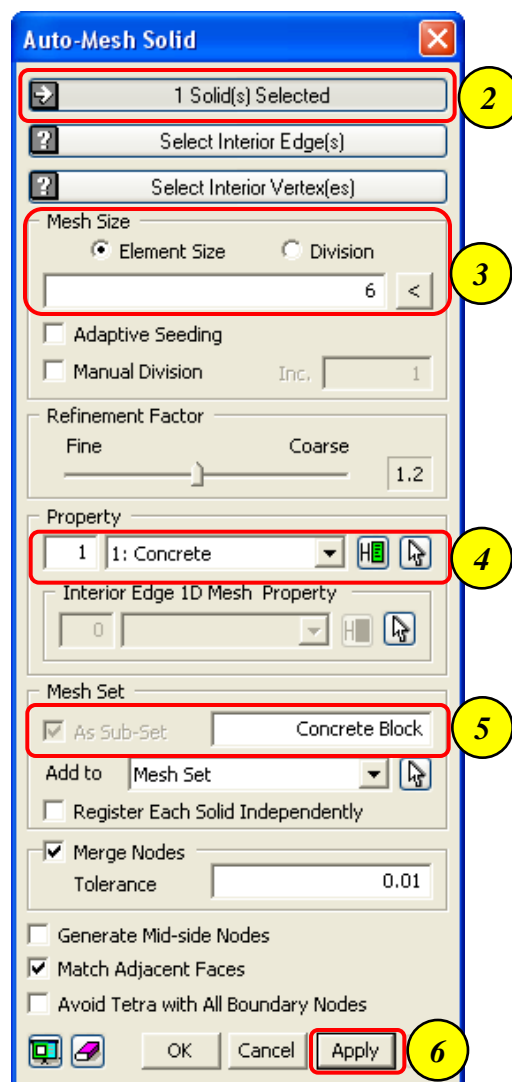 Auto-Mesh Solid
1 Solid(s) Selected
2
? Select Interior Edge(s)
? Select Interior Vertex(es)
Mesh Size
Element Size Division
3
6 <
Adaptive Seeding
Manual Division Inc. 1
Refinement Factor
Fine Coarse
1.2
Property
1 1: Concrete H
4
Interior Edge 1D Mesh Property
0 H
Mesh Set
As Sub-Set Concrete Block
5
Add to Mesh Set
Register Each Solid Independently
Merge Nodes
Tolerance 0.01
Generate Mid-side Nodes
Match Adjacent Faces
Avoid Tetra with All Boundary Nodes
OK Cancel Apply
6